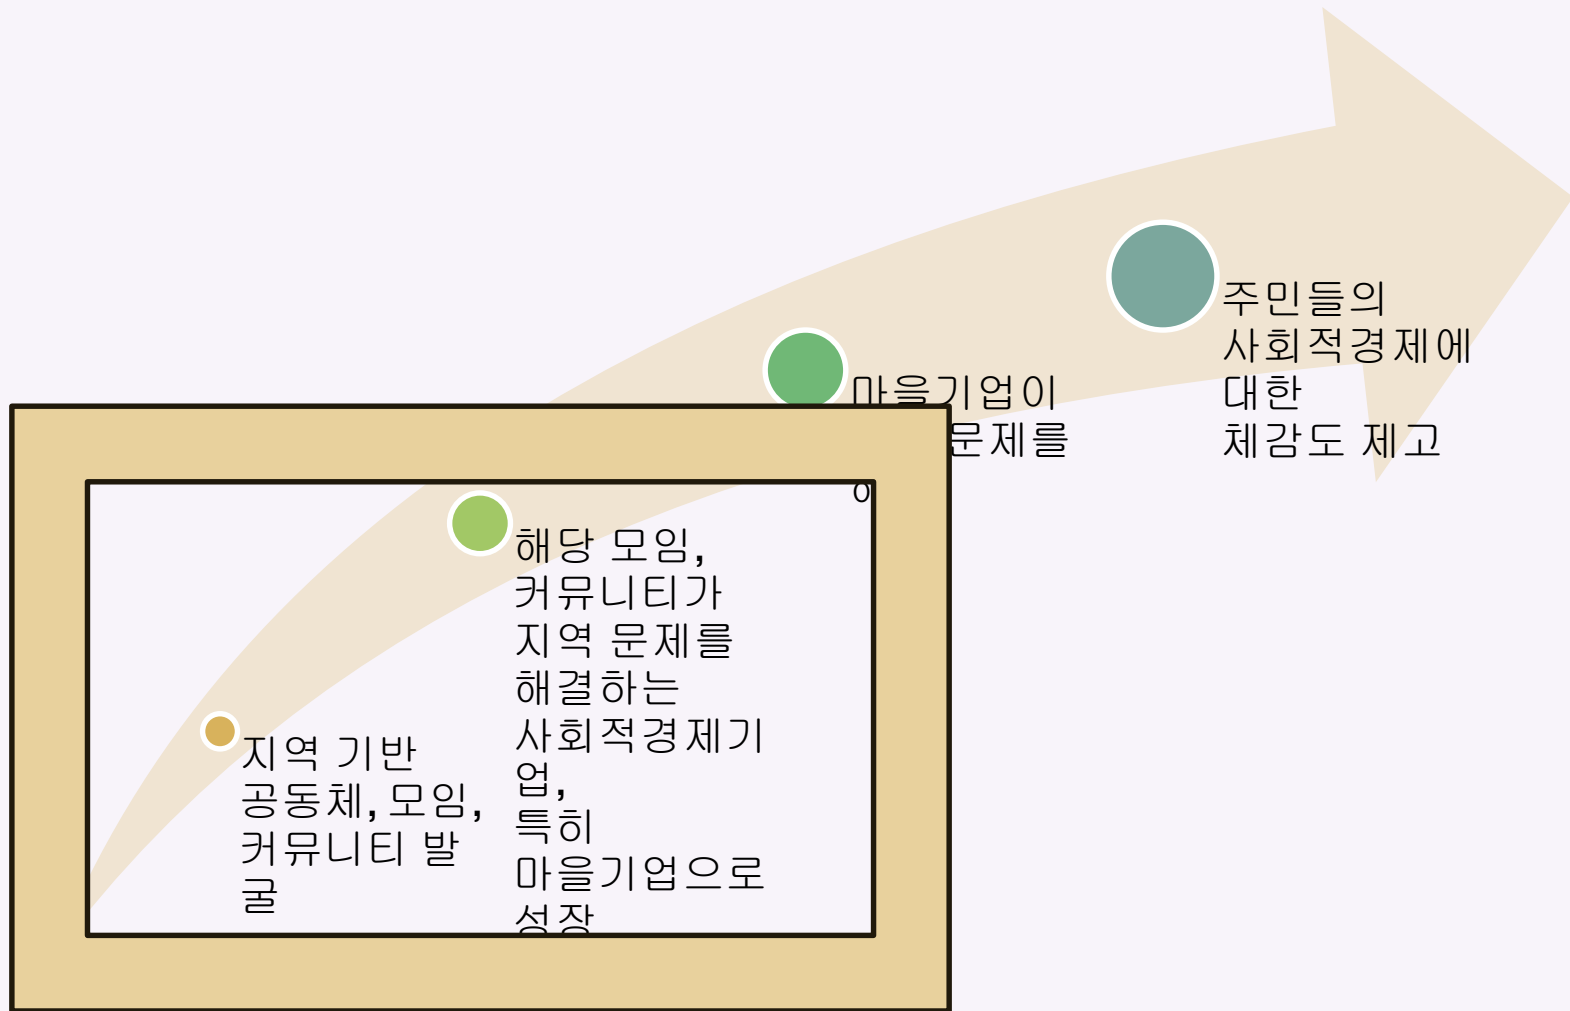 지역 기반
공동체, 모임,
커뮤니티 발
굴
해당 모임,
커뮤니티가
지역 문제를
해결하는
사회적경제기
업,
특히
마을기업으로
성장
마을기업이
문제를
주민들의
사회적경제에
대한
체감도 제고